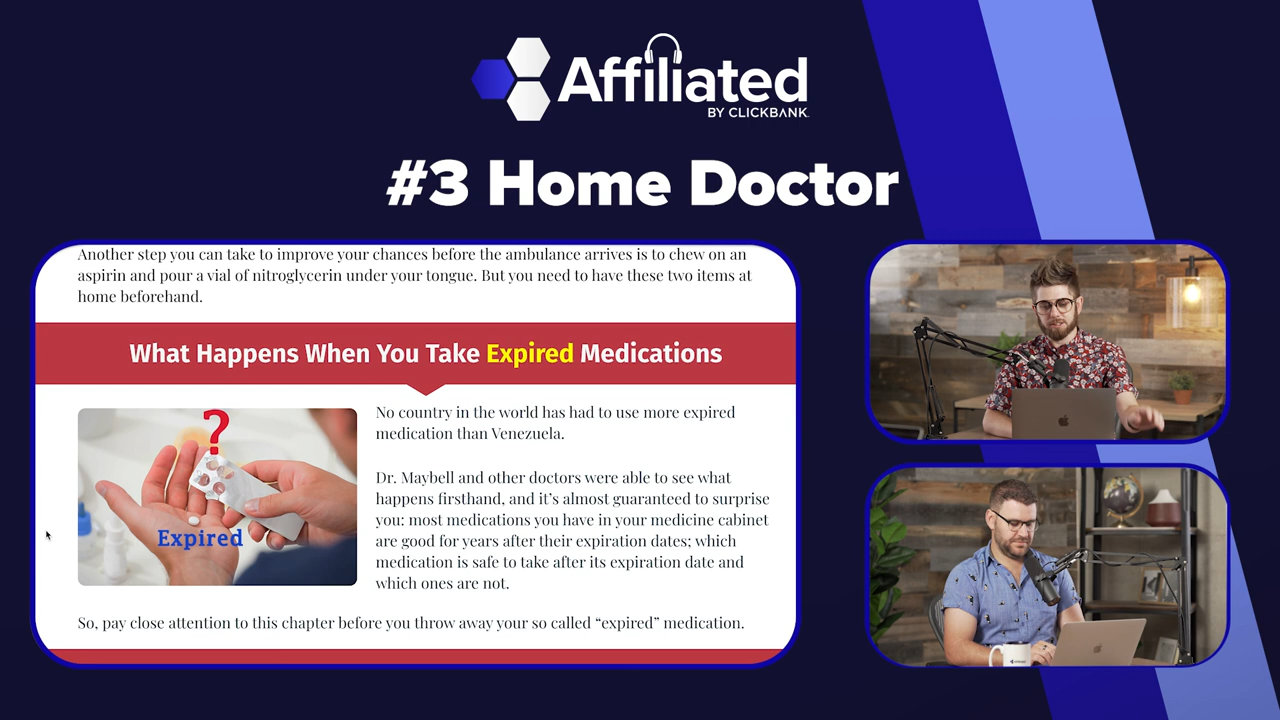 Affiliated
BY CLICKBANK
#3 Home Doctor
Another step you can take to improve your chances before the ambulance arrives is to chew on an
aspirin and pour a vial of nitroglycerin under your tongue. But you need to have these two items at
home beforehand.
What Happens When You Take Expired Medications
?
Expired
No country in the world has had to use more expired
medication than Venezuela.
Dr. Maybell and other doctors were able to see what
happens firsthand, and it’s almost guaranteed to surprise
you: most medications you have in your medicine cabinet
are good for years after their expiration dates; which
medication is safe to take after its expiration date and
which ones are not.
So, pay close attention to this chapter before you throw away your so called “expired” medication.